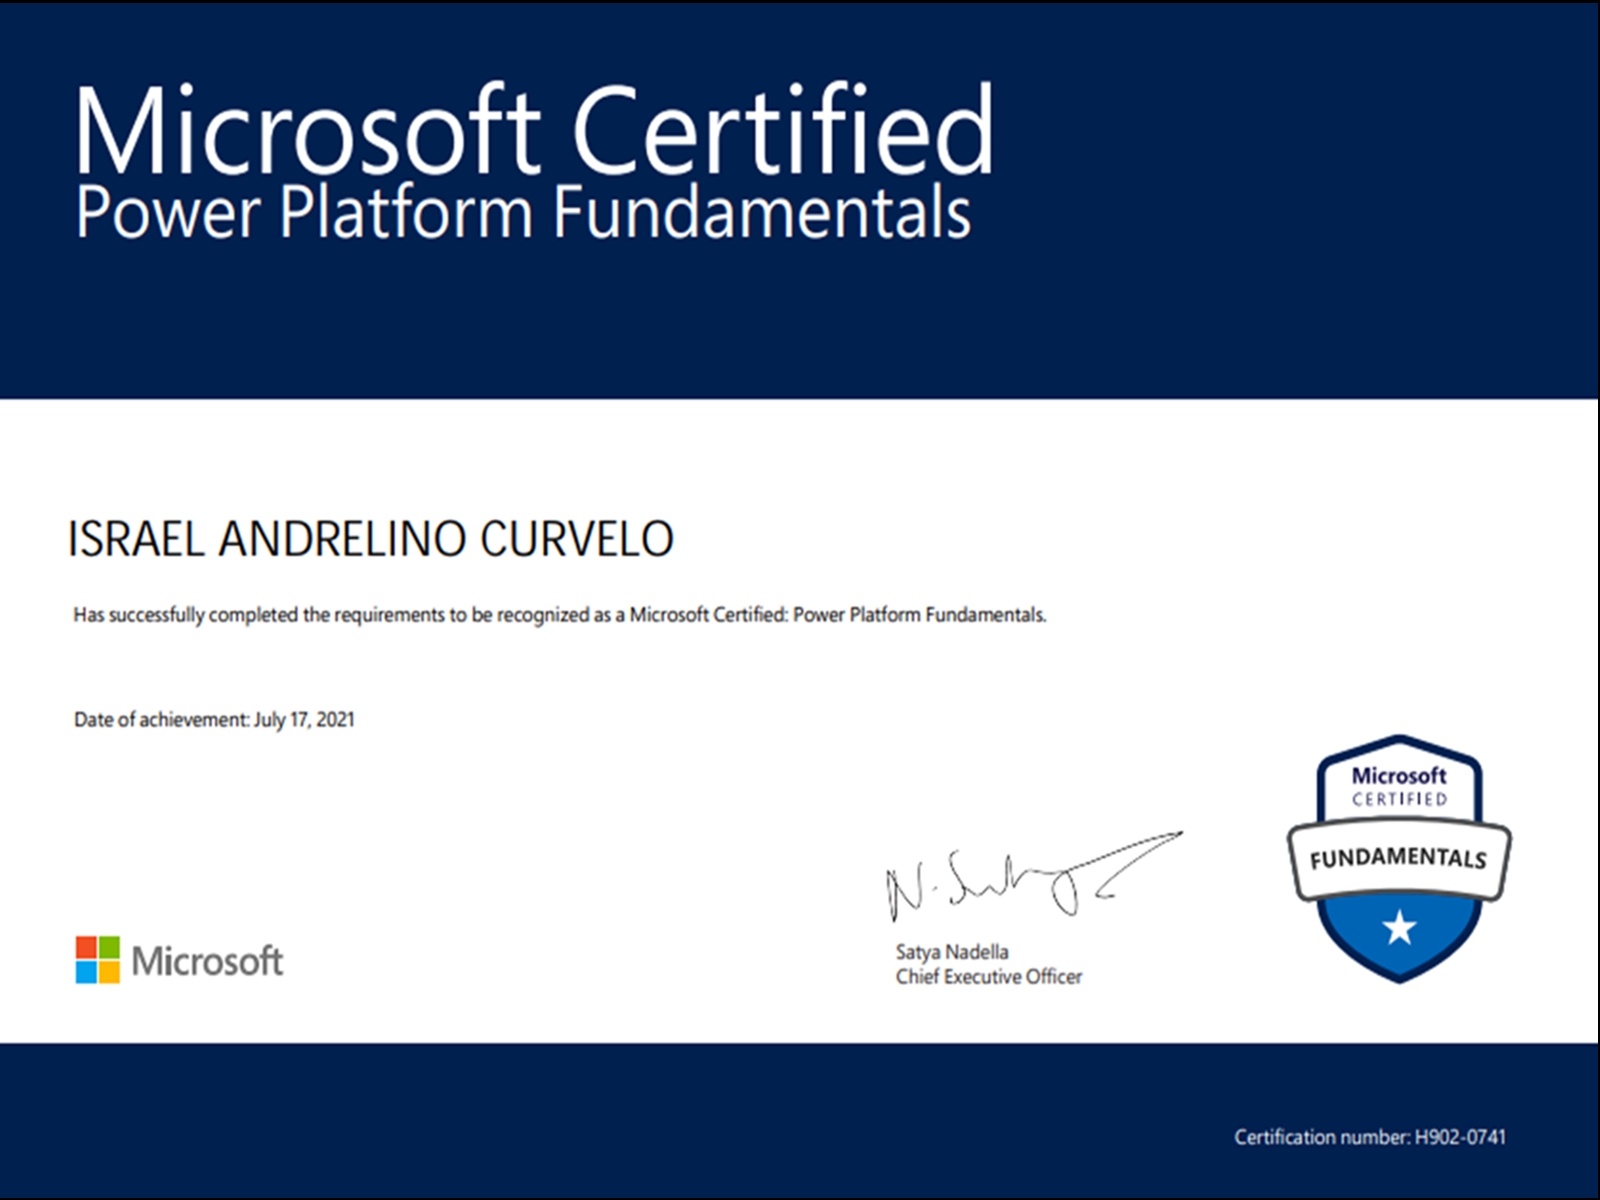 Microsoft Certified
Power Platform Fundamentals
ISRAEL ANDRELINO CURVELO
Has successfully completed the requirements to be recognized as a Microsoft Certified: Power Platform Fundamentals.
Date of achievement: July 17, 2021
Microsoft
CERTIFIED
FUNDAMENTALS
Satya Nadella
Chief Executive Officer
Microsoft
Certification number: H902-0741